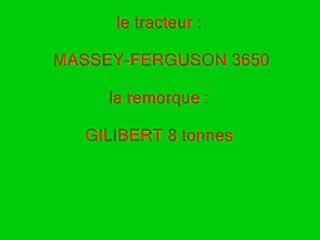 le tracteur :
MASSEY-FERGUSON 3650
la remorque :
GILIBERT 8 tonnes